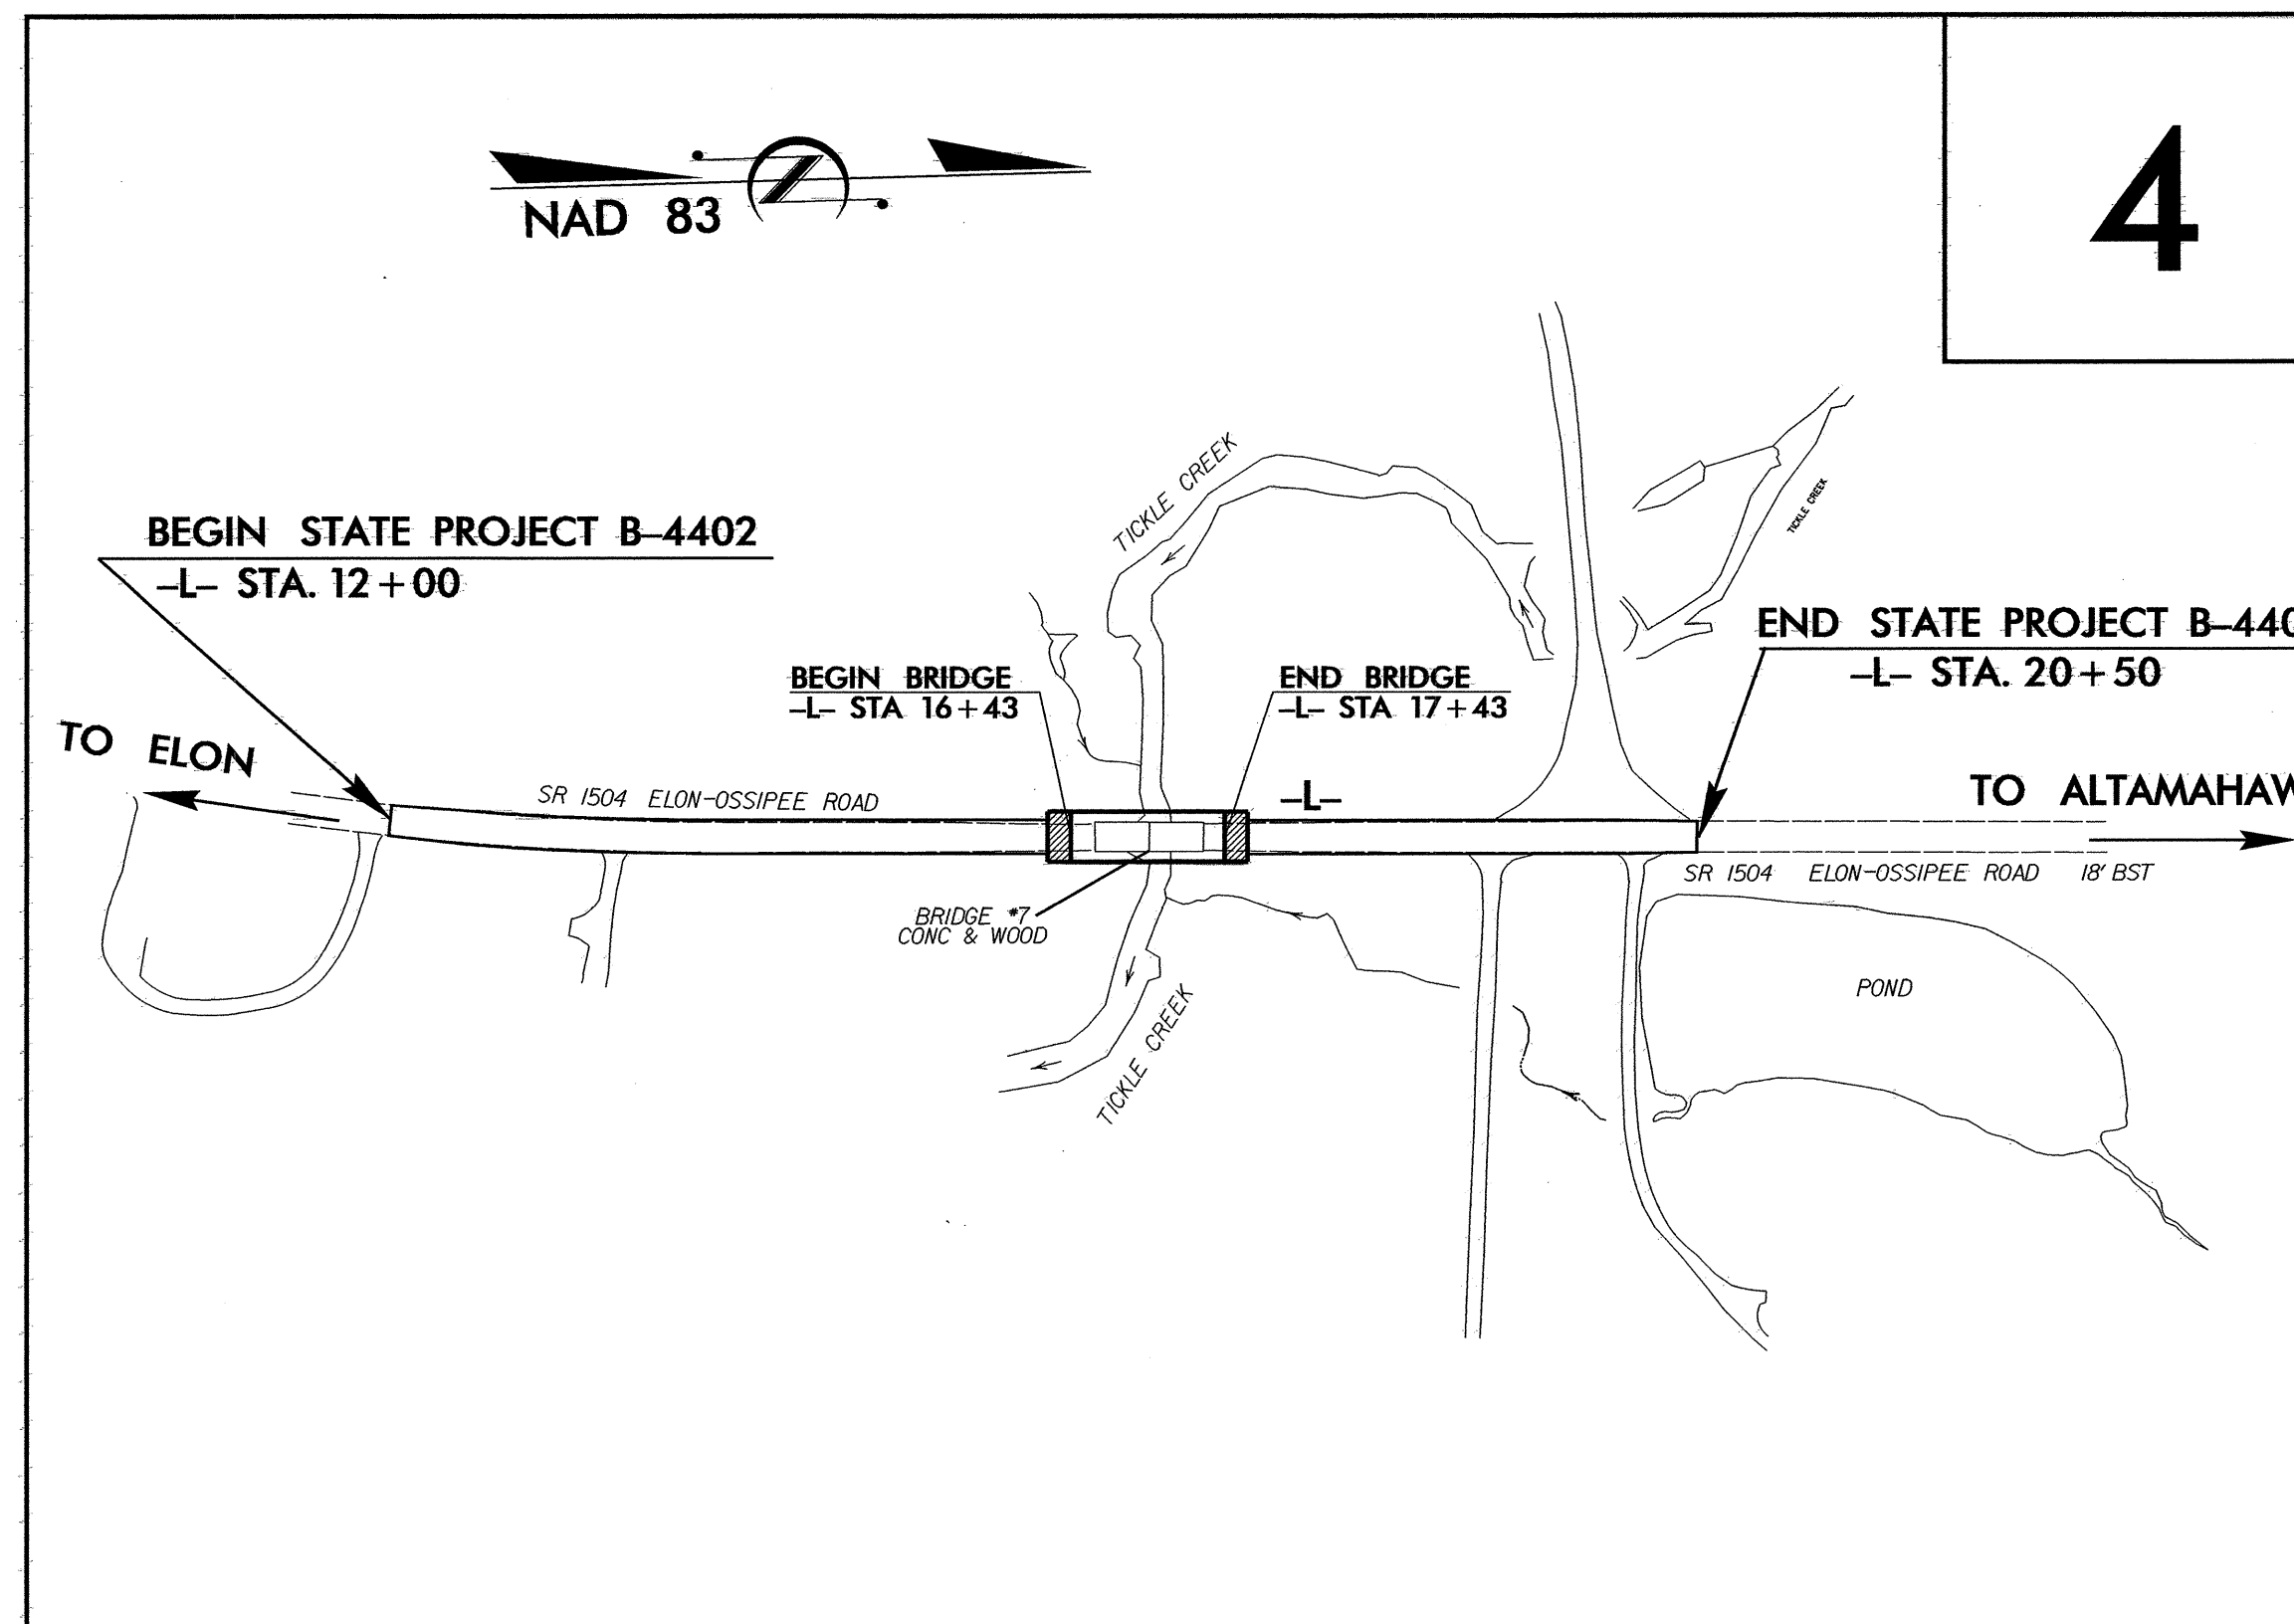 4
NAD 83
TICKLE CREEK
TICKLE CREEK
BEGIN STATE PROJECT B-4402
-L- STA. 12+00
END STATE PROJECT B-440
-L- STA. 20+50
BEGIN BRIDGE
-L- STA 16+43
END BRIDGE
-L- STA 17+43
TO ELON
SR 1504 ELON-OSSIPEE ROAD
-L-
TO ALTAMAHAW
SR 1504 ELON-OSSIPEE ROAD 18' BST
BRIDGE #7
CONC & WOOD
POND
TICKLE CREEK